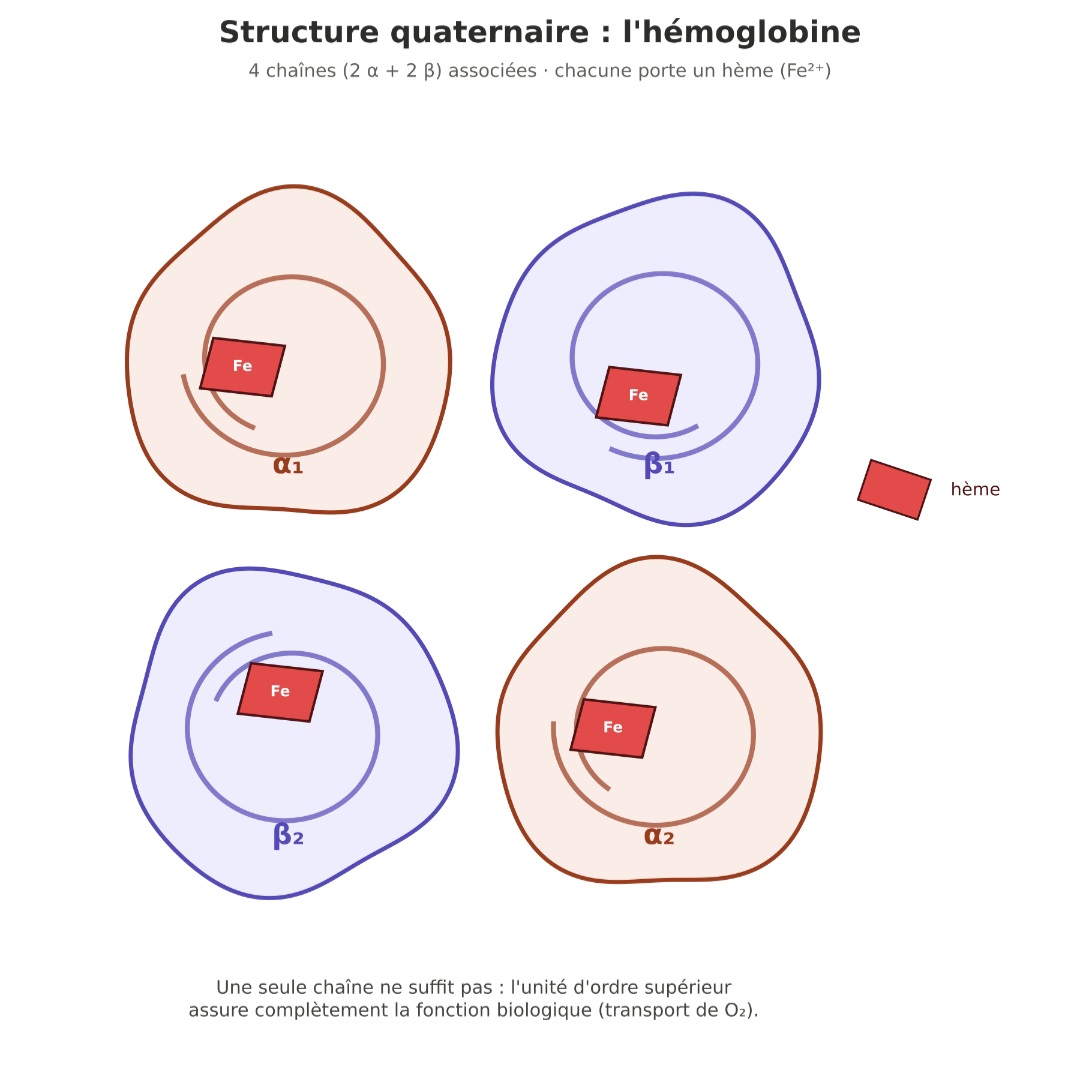 Structure quaternaire : l'hémoglobine
4 chaînes (2 α + 2 β) associées · chacune porte un hème (Fe²⁺)
Fe
Fe
α₁
β₁
hème
Fe
Fe
β₂
α₂
Une seule chaîne ne suffit pas : l'unité d'ordre supérieur
assure complètement la fonction biologique (transport de O₂).